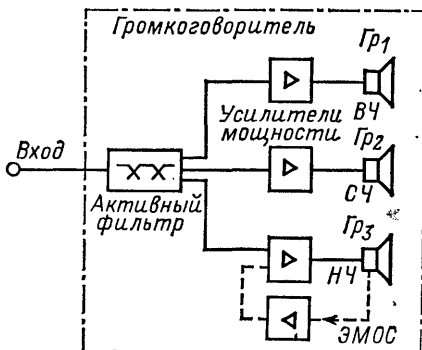 Громкоговоритель
Гр1
Усилители
мощности
ВЧ
Вход
Гр2
Активный
фильтр
СЧ
Гр3
НЧ
ЭМОС